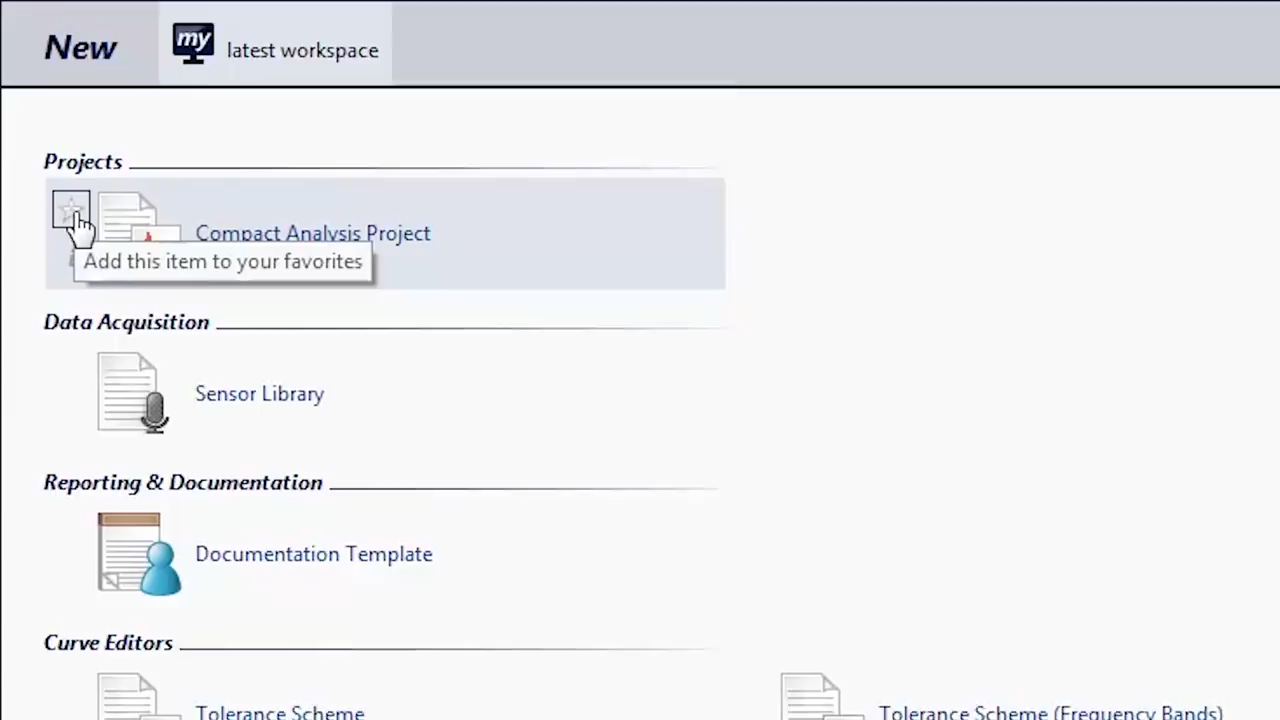 New
my
latest workspace
Projects
Compact Analysis Project
Add this item to your favorites
Data Acquisition
Sensor Library
Reporting & Documentation
Documentation Template
Curve Editors
Tolerance Scheme
Tolerance Scheme (Frequency Bands)